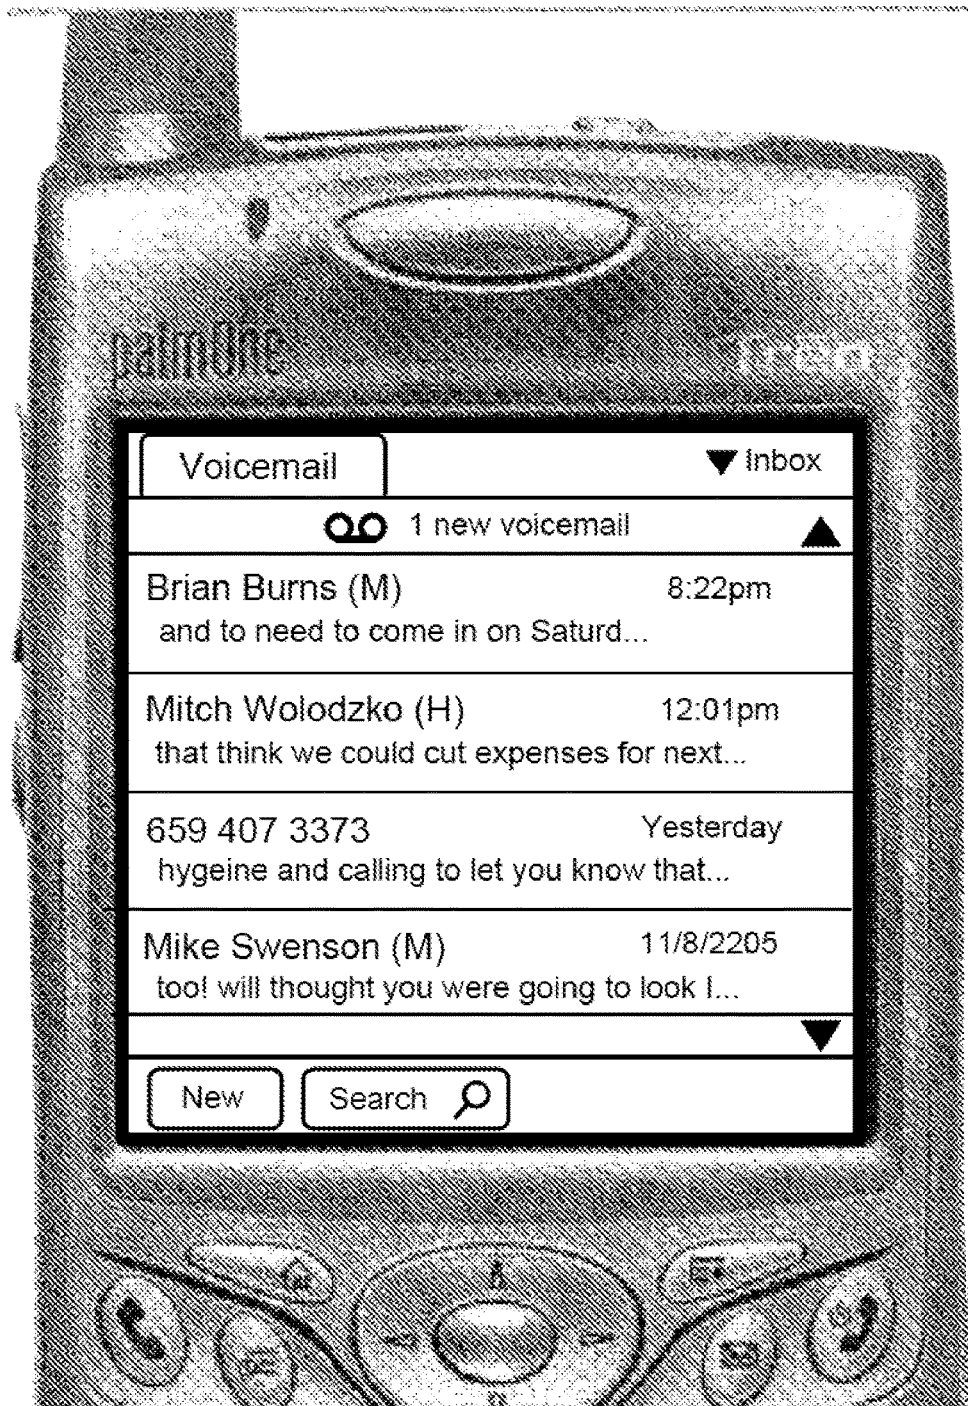 palmOne
Treo
Voicemail
▼ Inbox
1 new voicemail
Brian Burns (M) 8:22pm
and to need to come in on Saturd...
Mitch Wolodzko (H) 12:01pm
that think we could cut expenses for next...
659 407 3373 Yesterday
hygeine and calling to let you know that...
Mike Swenson (M) 11/8/2205
too! will thought you were going to look I...
New
Search